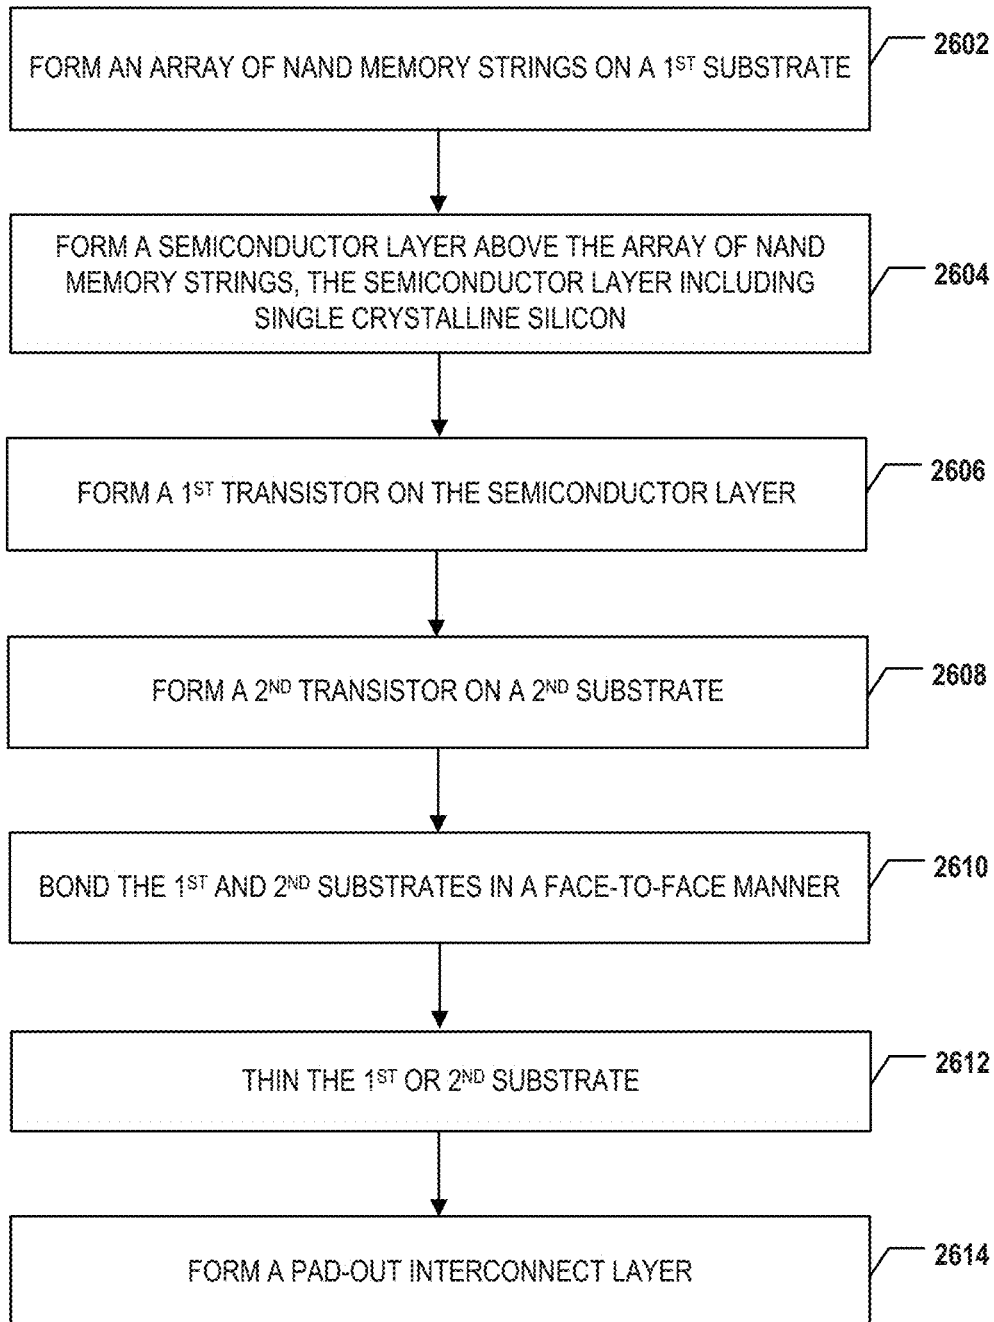 FORM AN ARRAY OF NAND MEMORY STRINGS ON A 1ST SUBSTRATE
2602
FORM A SEMICONDUCTOR LAYER ABOVE THE ARRAY OF NAND
MEMORY STRINGS, THE SEMICONDUCTOR LAYER INCLUDING
SINGLE CRYSTALLINE SILICON
2604
FORM A 1ST TRANSISTOR ON THE SEMICONDUCTOR LAYER
2606
FORM A 2ND TRANSISTOR ON A 2ND SUBSTRATE
2608
BOND THE 1ST AND 2ND SUBSTRATES IN A FACE-TO-FACE MANNER
2610
THIN THE 1ST OR 2ND SUBSTRATE
2612
FORM A PAD-OUT INTERCONNECT LAYER
2614